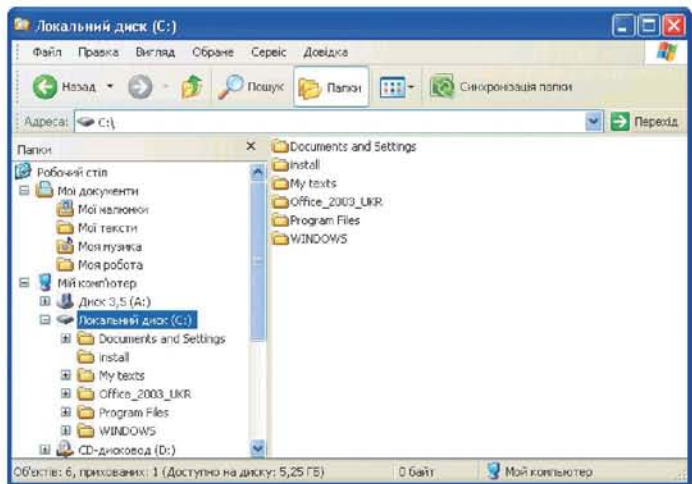 Локальний диск (C:)
Файл Правка Вигляд Обране Сервіс Довідка
Назад Пошук Папки Синхронізація папки
Адреса: C:\ Перехід
Папки
Робочий стіл
Мої документи
Мої малюнки
Мої тексти
Моя музика
Моя робота
Мій комп'ютер
Диск 3,5 (A:)
Локальний диск (C:)
Documents and Settings
install
My texts
Office_2003_UKR
Program Files
WINDOWS
CD-дисковод (D:)
Documents and Settings
install
My texts
Office_2003_UKR
Program Files
WINDOWS
Об'єктів: 6, прихованих: 1 (Доступно на диску: 5,25 ГБ) 0 байт Мой компьютер